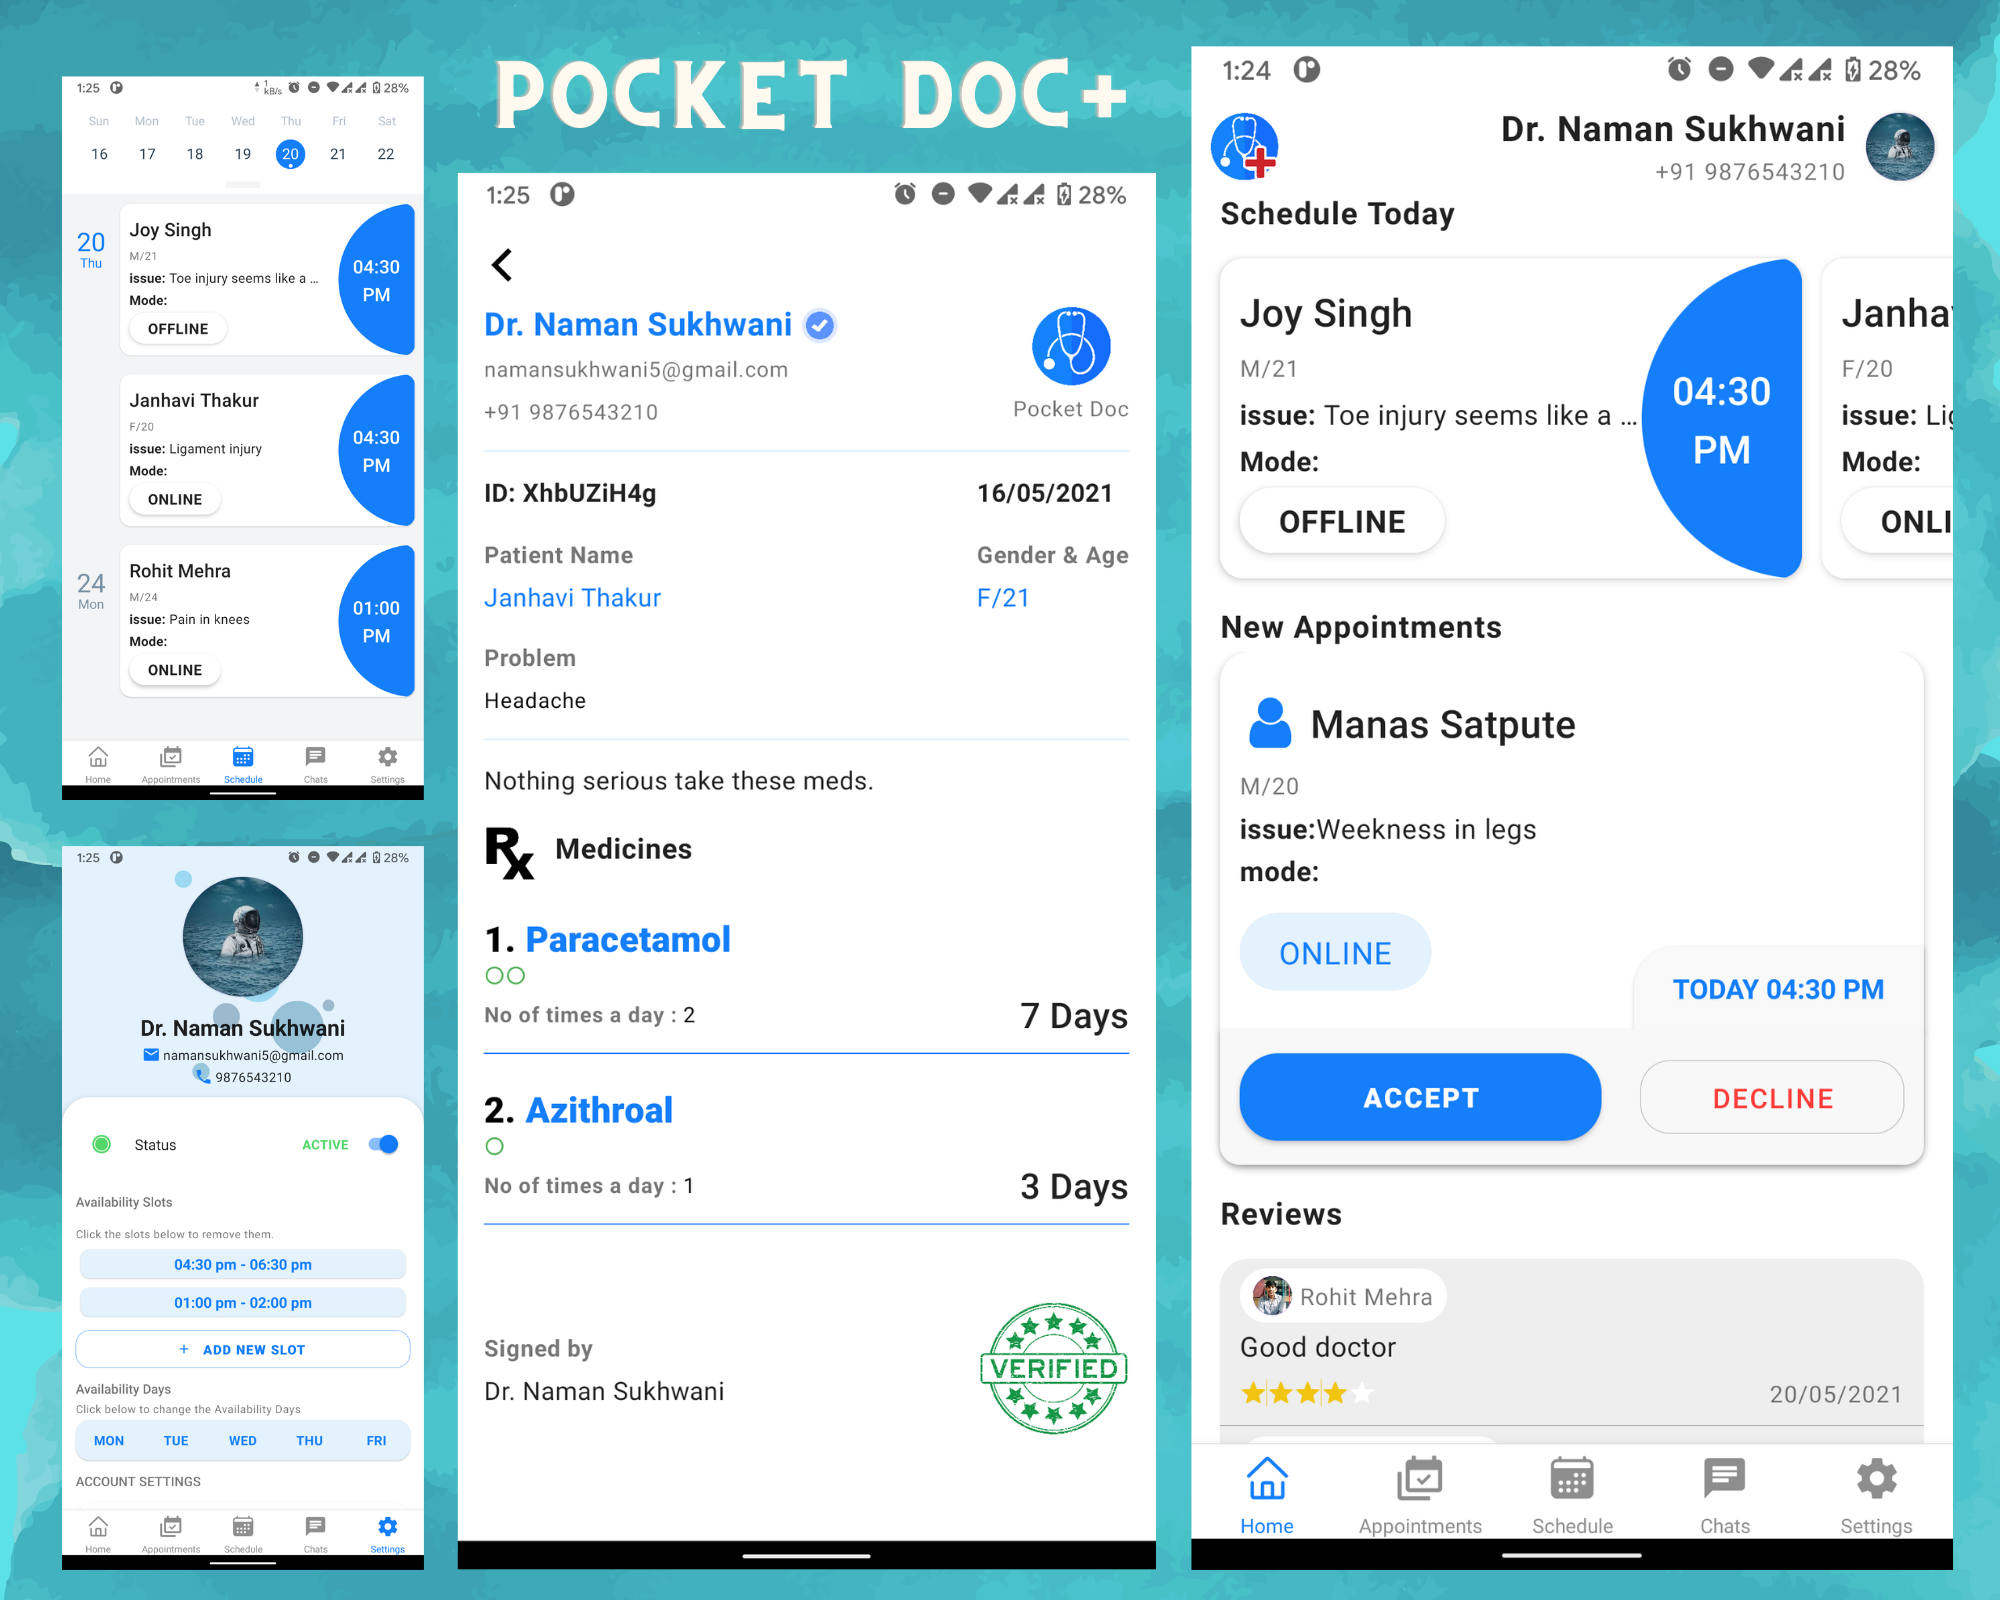 POCKET DOC+
1:25
1 kB/s
28%
Sun Mon Tue Wed Thu Fri Sat
16 17 18 19 20 21 22
20
Thu
Joy Singh
M/21
issue: Toe injury seems like a ...
Mode:
OFFLINE
04:30
PM
Janhavi Thakur
F/20
issue: Ligament injury
Mode:
ONLINE
04:30
PM
24
Mon
Rohit Mehra
M/24
issue: Pain in knees
Mode:
ONLINE
01:00
PM
Home Appointments Schedule Chats Settings
1:25
28%
Dr. Naman Sukhwani
namansukhwani5@gmail.com
9876543210
Status
ACTIVE
Availability Slots
Click the slots below to remove them.
04:30 pm - 06:30 pm
01:00 pm - 02:00 pm
+ ADD NEW SLOT
Availability Days
Click below to change the Availability Days
MON TUE WED THU FRI
ACCOUNT SETTINGS
Home Appointments Schedule Chats Settings
1:25
28%
Dr. Naman Sukhwani
namansukhwani5@gmail.com
+91 9876543210
Pocket Doc
ID: XhbUZiH4g
16/05/2021
Patient Name
Gender & Age
Janhavi Thakur
F/21
Problem
Headache
Nothing serious take these meds.
Rx Medicines
1. Paracetamol
No of times a day : 2
7 Days
2. Azithroal
No of times a day : 1
3 Days
Signed by
Dr. Naman Sukhwani
VERIFIED
1:24
28%
Dr. Naman Sukhwani
+91 9876543210
Schedule Today
Joy Singh
M/21
issue: Toe injury seems like a ...
Mode:
OFFLINE
04:30
PM
Janha
F/20
issue: Lig
Mode:
ONLI
New Appointments
Manas Satpute
M/20
issue:Weekness in legs
mode:
ONLINE
TODAY 04:30 PM
ACCEPT
DECLINE
Reviews
Rohit Mehra
Good doctor
20/05/2021
Home Appointments Schedule Chats Settings